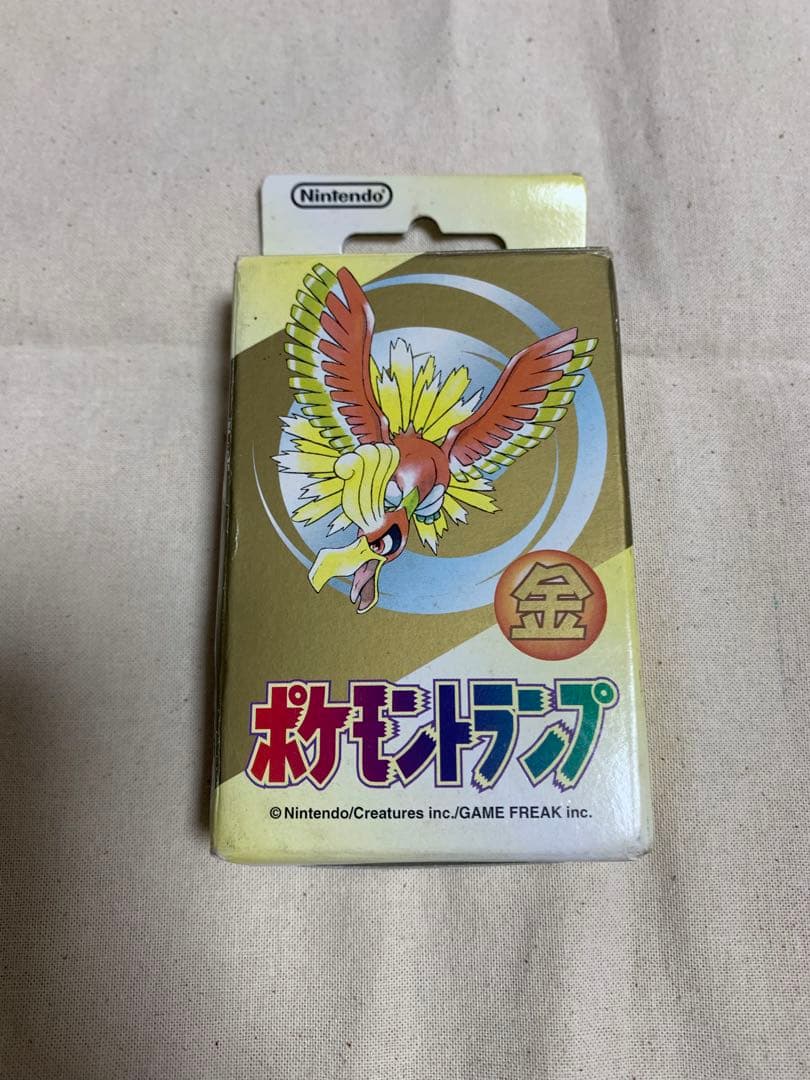 Nintendo®
金
ポケモントランプ
©Nintendo/Creatures inc./GAME FREAK inc.